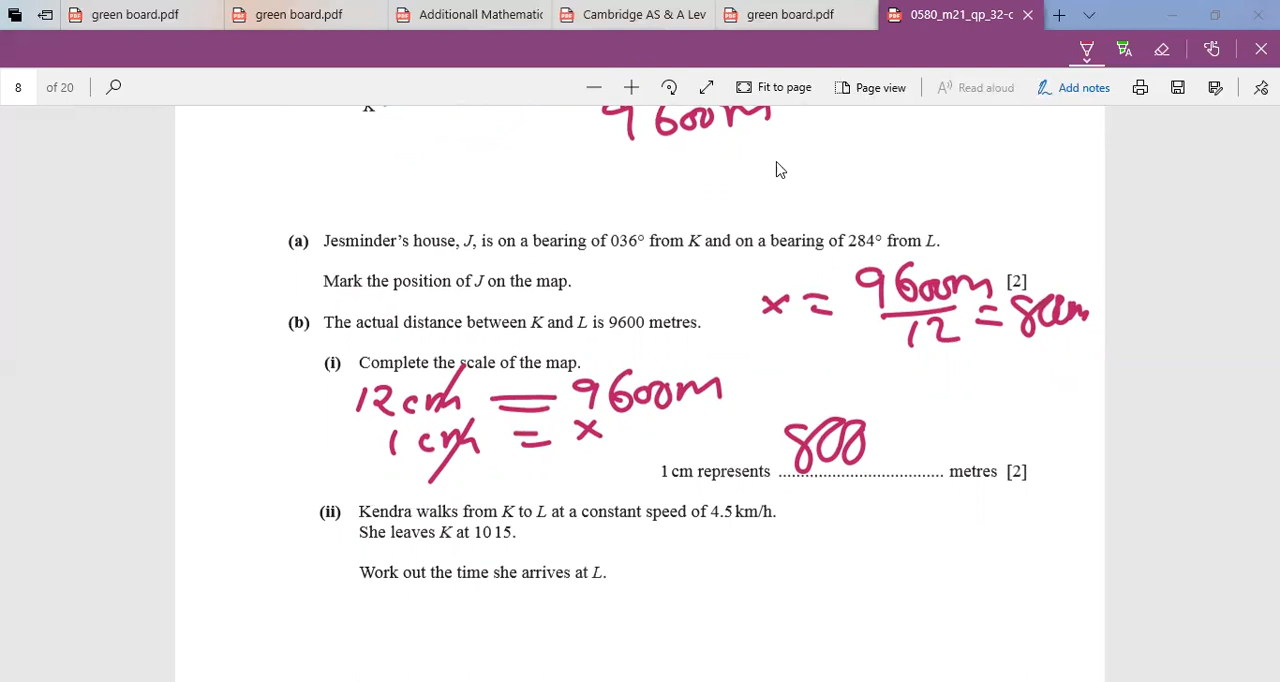 green board.pdf green board.pdf Additionall Mathematic Cambridge AS & A Lev green board.pdf 0580_m21_qp_32-c
8 of 20 Fit to page Page view Read aloud Add notes
K
9600m
(a) Jesminder's house, J, is on a bearing of 036° from K and on a bearing of 284° from L.
Mark the position of J on the map. [2]
x = 9600m / 12 = 800m
(b) The actual distance between K and L is 9600 metres.
(i) Complete the scale of the map.
12cm = 9600m
1cm = x
800
1 cm represents ..................................... metres [2]
(ii) Kendra walks from K to L at a constant speed of 4.5 km/h.
She leaves K at 10 15.
Work out the time she arrives at L.